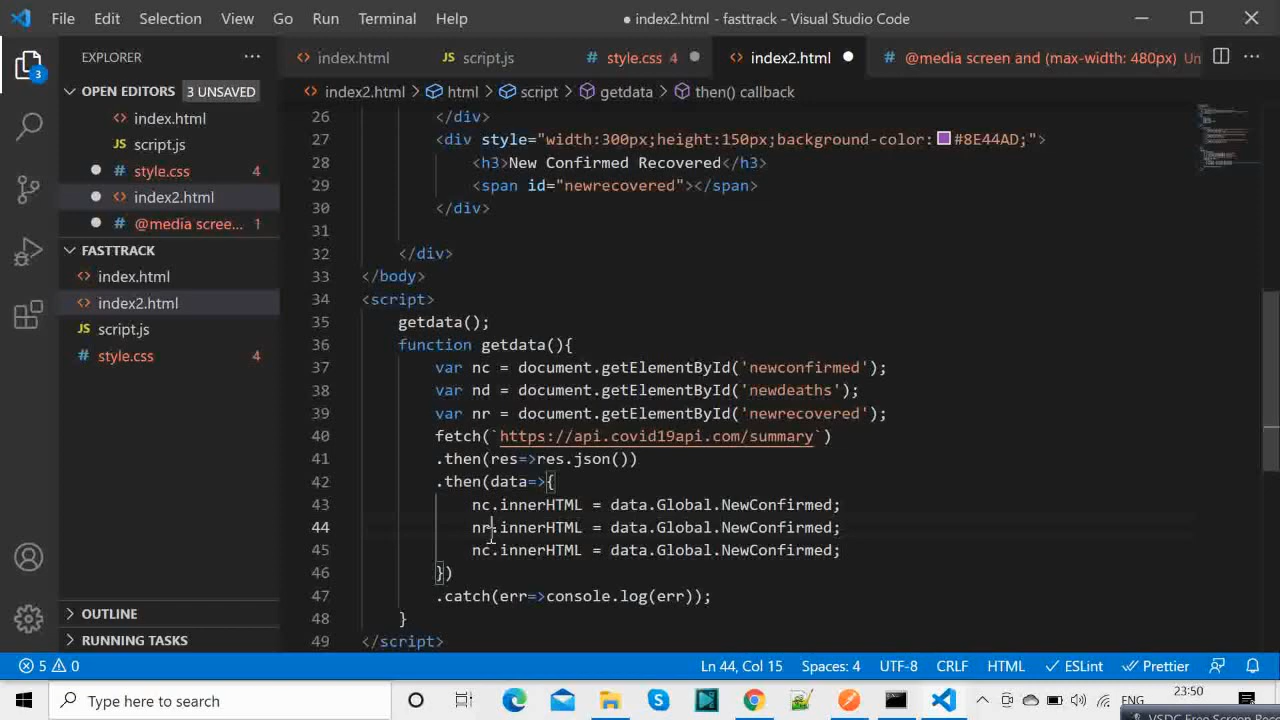 File Edit Selection View Go Run Terminal Help
● index2.html - fasttrack - Visual Studio Code
EXPLORER
index.html
JS script.js
# style.css 4
index2.html
# @media screen and (max-width: 480px) Un
OPEN EDITORS 3 UNSAVED
index2.html > html > script > getdata > then() callback
index.html
JS script.js
# style.css 4
index2.html
# @media scree... 1
FASTTRACK
index.html
index2.html
JS script.js
# style.css 4
OUTLINE
RUNNING TASKS
3
26 </div>
27 <div style="width:300px;height:150px;background-color:#8E44AD;">
28 <h3>New Confirmed Recovered</h3>
29 <span id="newrecovered"></span>
30 </div>
31
32 </div>
33 </body>
34 <script>
35 getdata();
36 function getdata(){
37 var nc = document.getElementById('newconfirmed');
38 var nd = document.getElementById('newdeaths');
39 var nr = document.getElementById('newrecovered');
40 fetch(`https://api.covid19api.com/summary`)
41 .then(res=>res.json())
42 .then(data=>{
43 nc.innerHTML = data.Global.NewConfirmed;
44 nr.innerHTML = data.Global.NewConfirmed;
45 nc.innerHTML = data.Global.NewConfirmed;
46 })
47 .catch(err=>console.log(err));
48 }
49 </script>
5 0
Ln 44, Col 15 Spaces: 4 UTF-8 CRLF HTML ESLint Prettier
Type here to search
ENG
23:50
VSDC Free Screen Rec